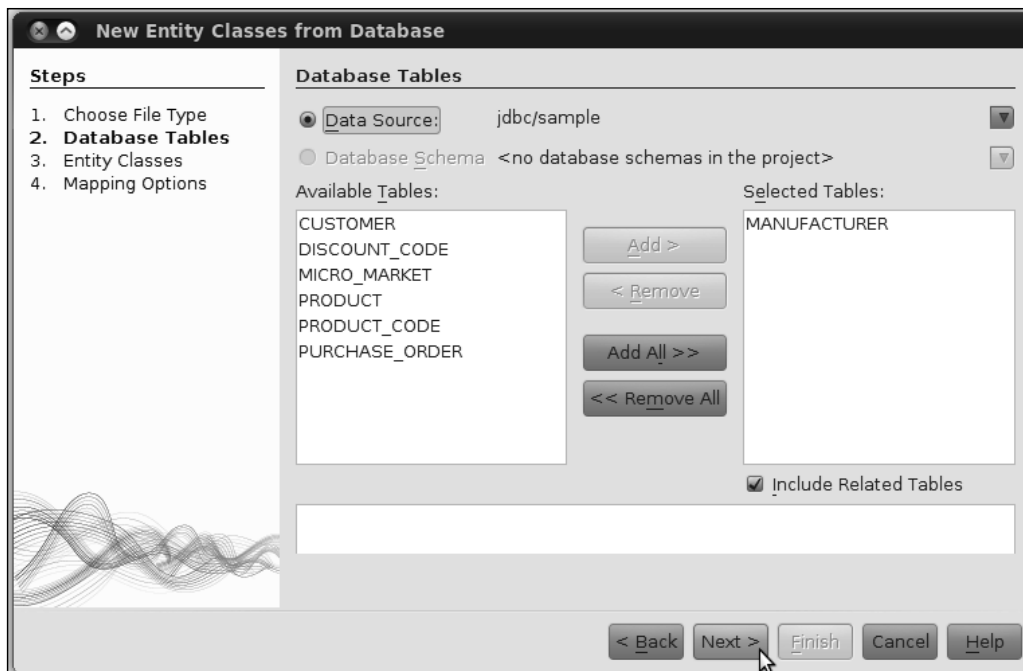 New Entity Classes from Database
Steps
1. Choose File Type
2. Database Tables
3. Entity Classes
4. Mapping Options
Database Tables
Data Source: jdbc/sample
Database Schema <no database schemas in the project>
Available Tables:
CUSTOMER
DISCOUNT_CODE
MICRO_MARKET
PRODUCT
PRODUCT_CODE
PURCHASE_ORDER
Add >
< Remove
Add All >>
<< Remove All
Selected Tables:
MANUFACTURER
Include Related Tables
< Back Next > Finish Cancel Help